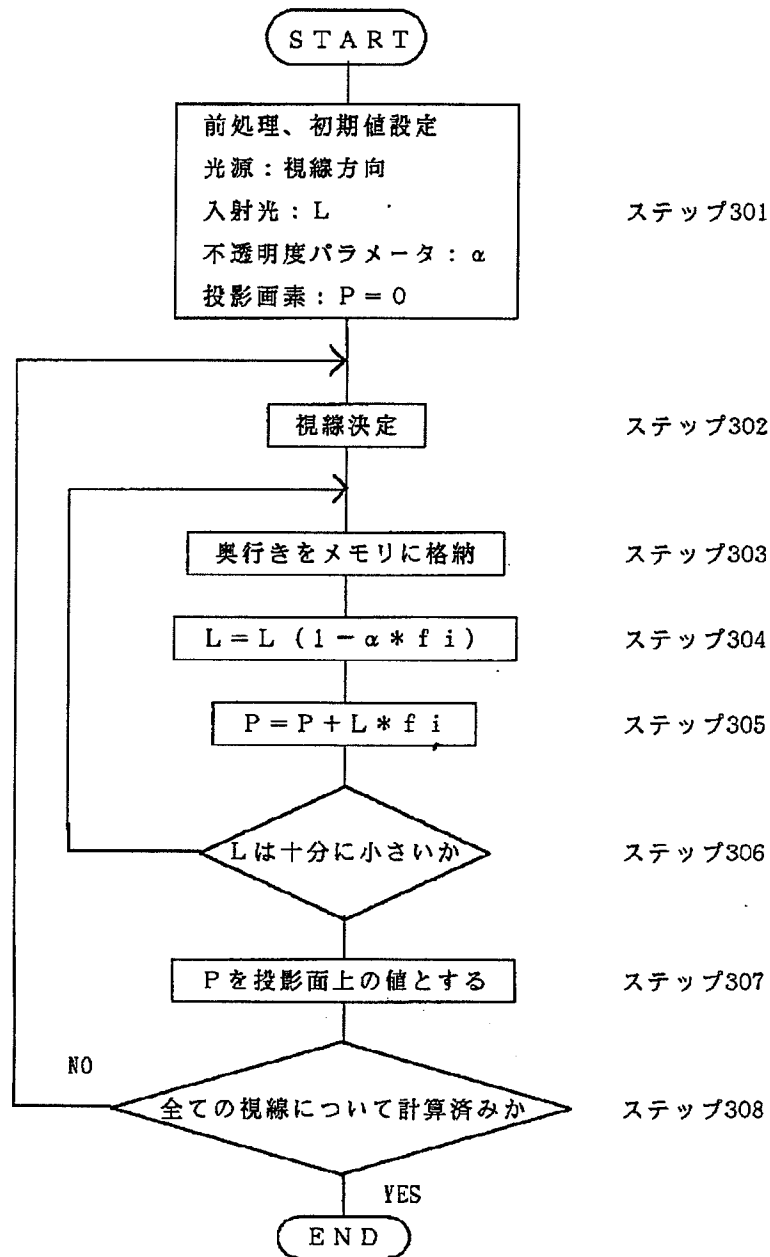 START
前処理、初期値設定
光源：視線方向
入射光：L
不透明度パラメータ：α
投影画素：P＝0
ステップ301
視線決定
ステップ302
奥行きをメモリに格納
ステップ303
L＝L（1－α＊fi）
ステップ304
P＝P＋L＊fi
ステップ305
Lは十分に小さいか
ステップ306
Pを投影面上の値とする
ステップ307
NO
全ての視線について計算済みか
ステップ308
YES
END